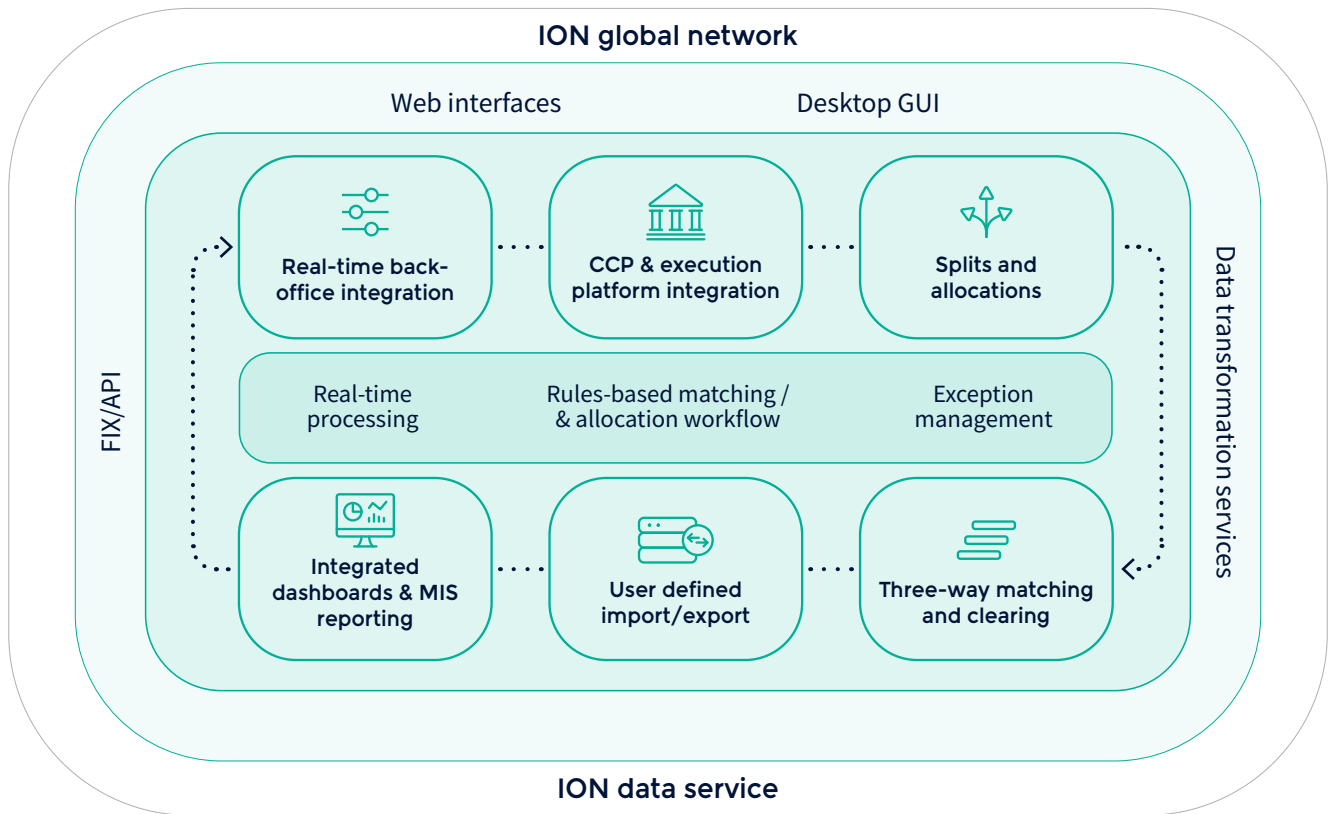 ION global network
Web interfaces
Desktop GUI
Real-time back-
office integration
CCP & execution
platform integration
Splits and
allocations
FIX/API
Data transformation services
Real-time
processing
Rules-based matching /
& allocation workflow
Exception
management
Integrated
dashboards & MIS
reporting
User defined
import/export
Three-way matching
and clearing
ION data service